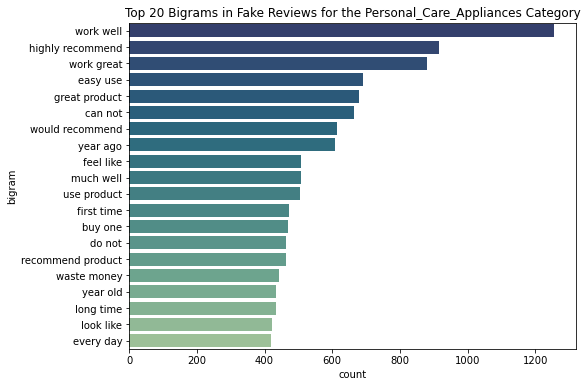 Top 20 Bigrams in Fake Reviews for the Personal_Care_Appliances Category
work well
highly recommend
work great
easy use
great product
can not
would recommend
year ago
feel like
much well
use product
first time
buy one
do not
recommend product
waste money
year old
long time
look like
every day
bigram
0 200 400 600 800 1000 1200
count